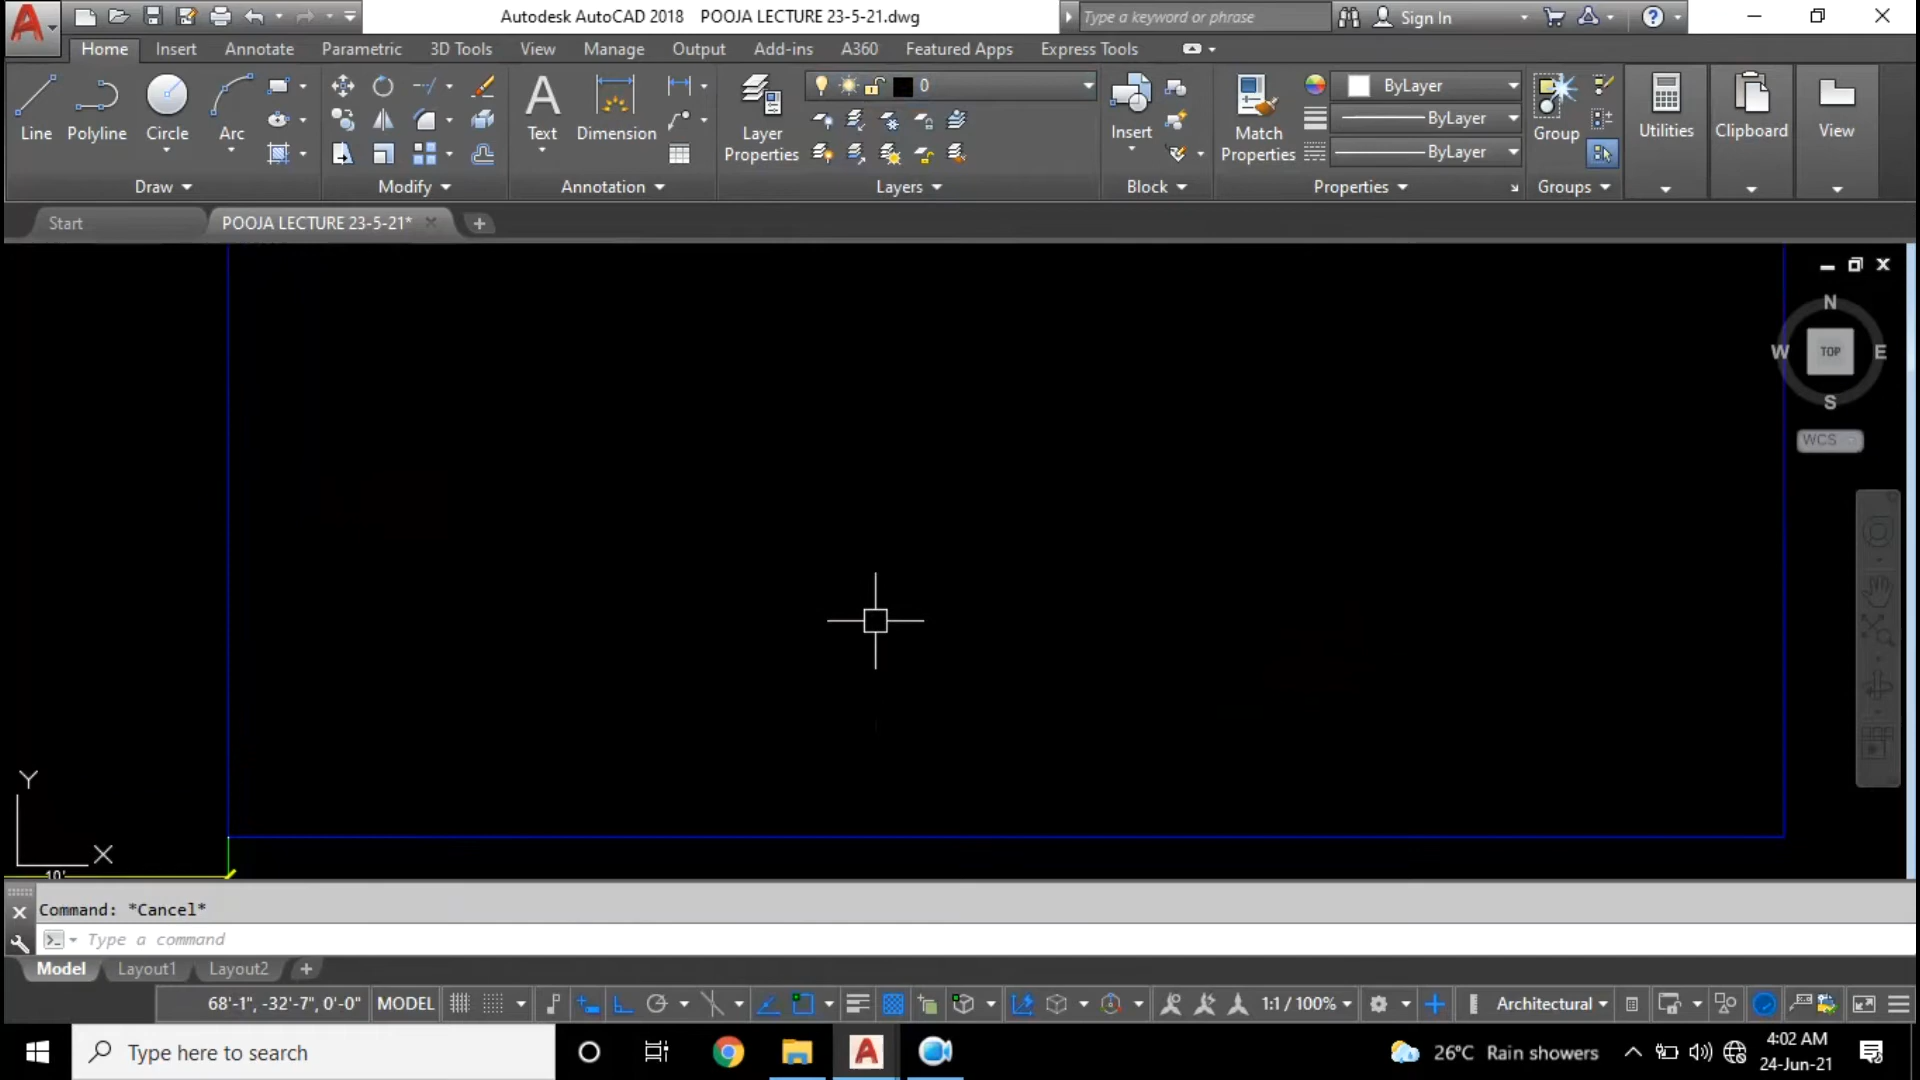 Autodesk AutoCAD 2018 POOJA LECTURE 23-5-21.dwg
Type a keyword or phrase
Sign In
Home Insert Annotate Parametric 3D Tools View Manage Output Add-ins A360 Featured Apps Express Tools
0
ByLayer
ByLayer
ByLayer
Line Polyline Circle Arc
Text Dimension
Layer Properties
Insert
Match Properties
Group
Utilities Clipboard View
Draw Modify Annotation Layers Block Properties Groups
Start POOJA LECTURE 23-5-21*
N
W TOP E
S
WCS
Y
X
10'
Command: *Cancel*
Type a command
Model Layout1 Layout2
68'-1", -32'-7", 0'-0" MODEL 1:1 / 100% Architectural
Type here to search
26°C Rain showers
4:02 AM
24-Jun-21